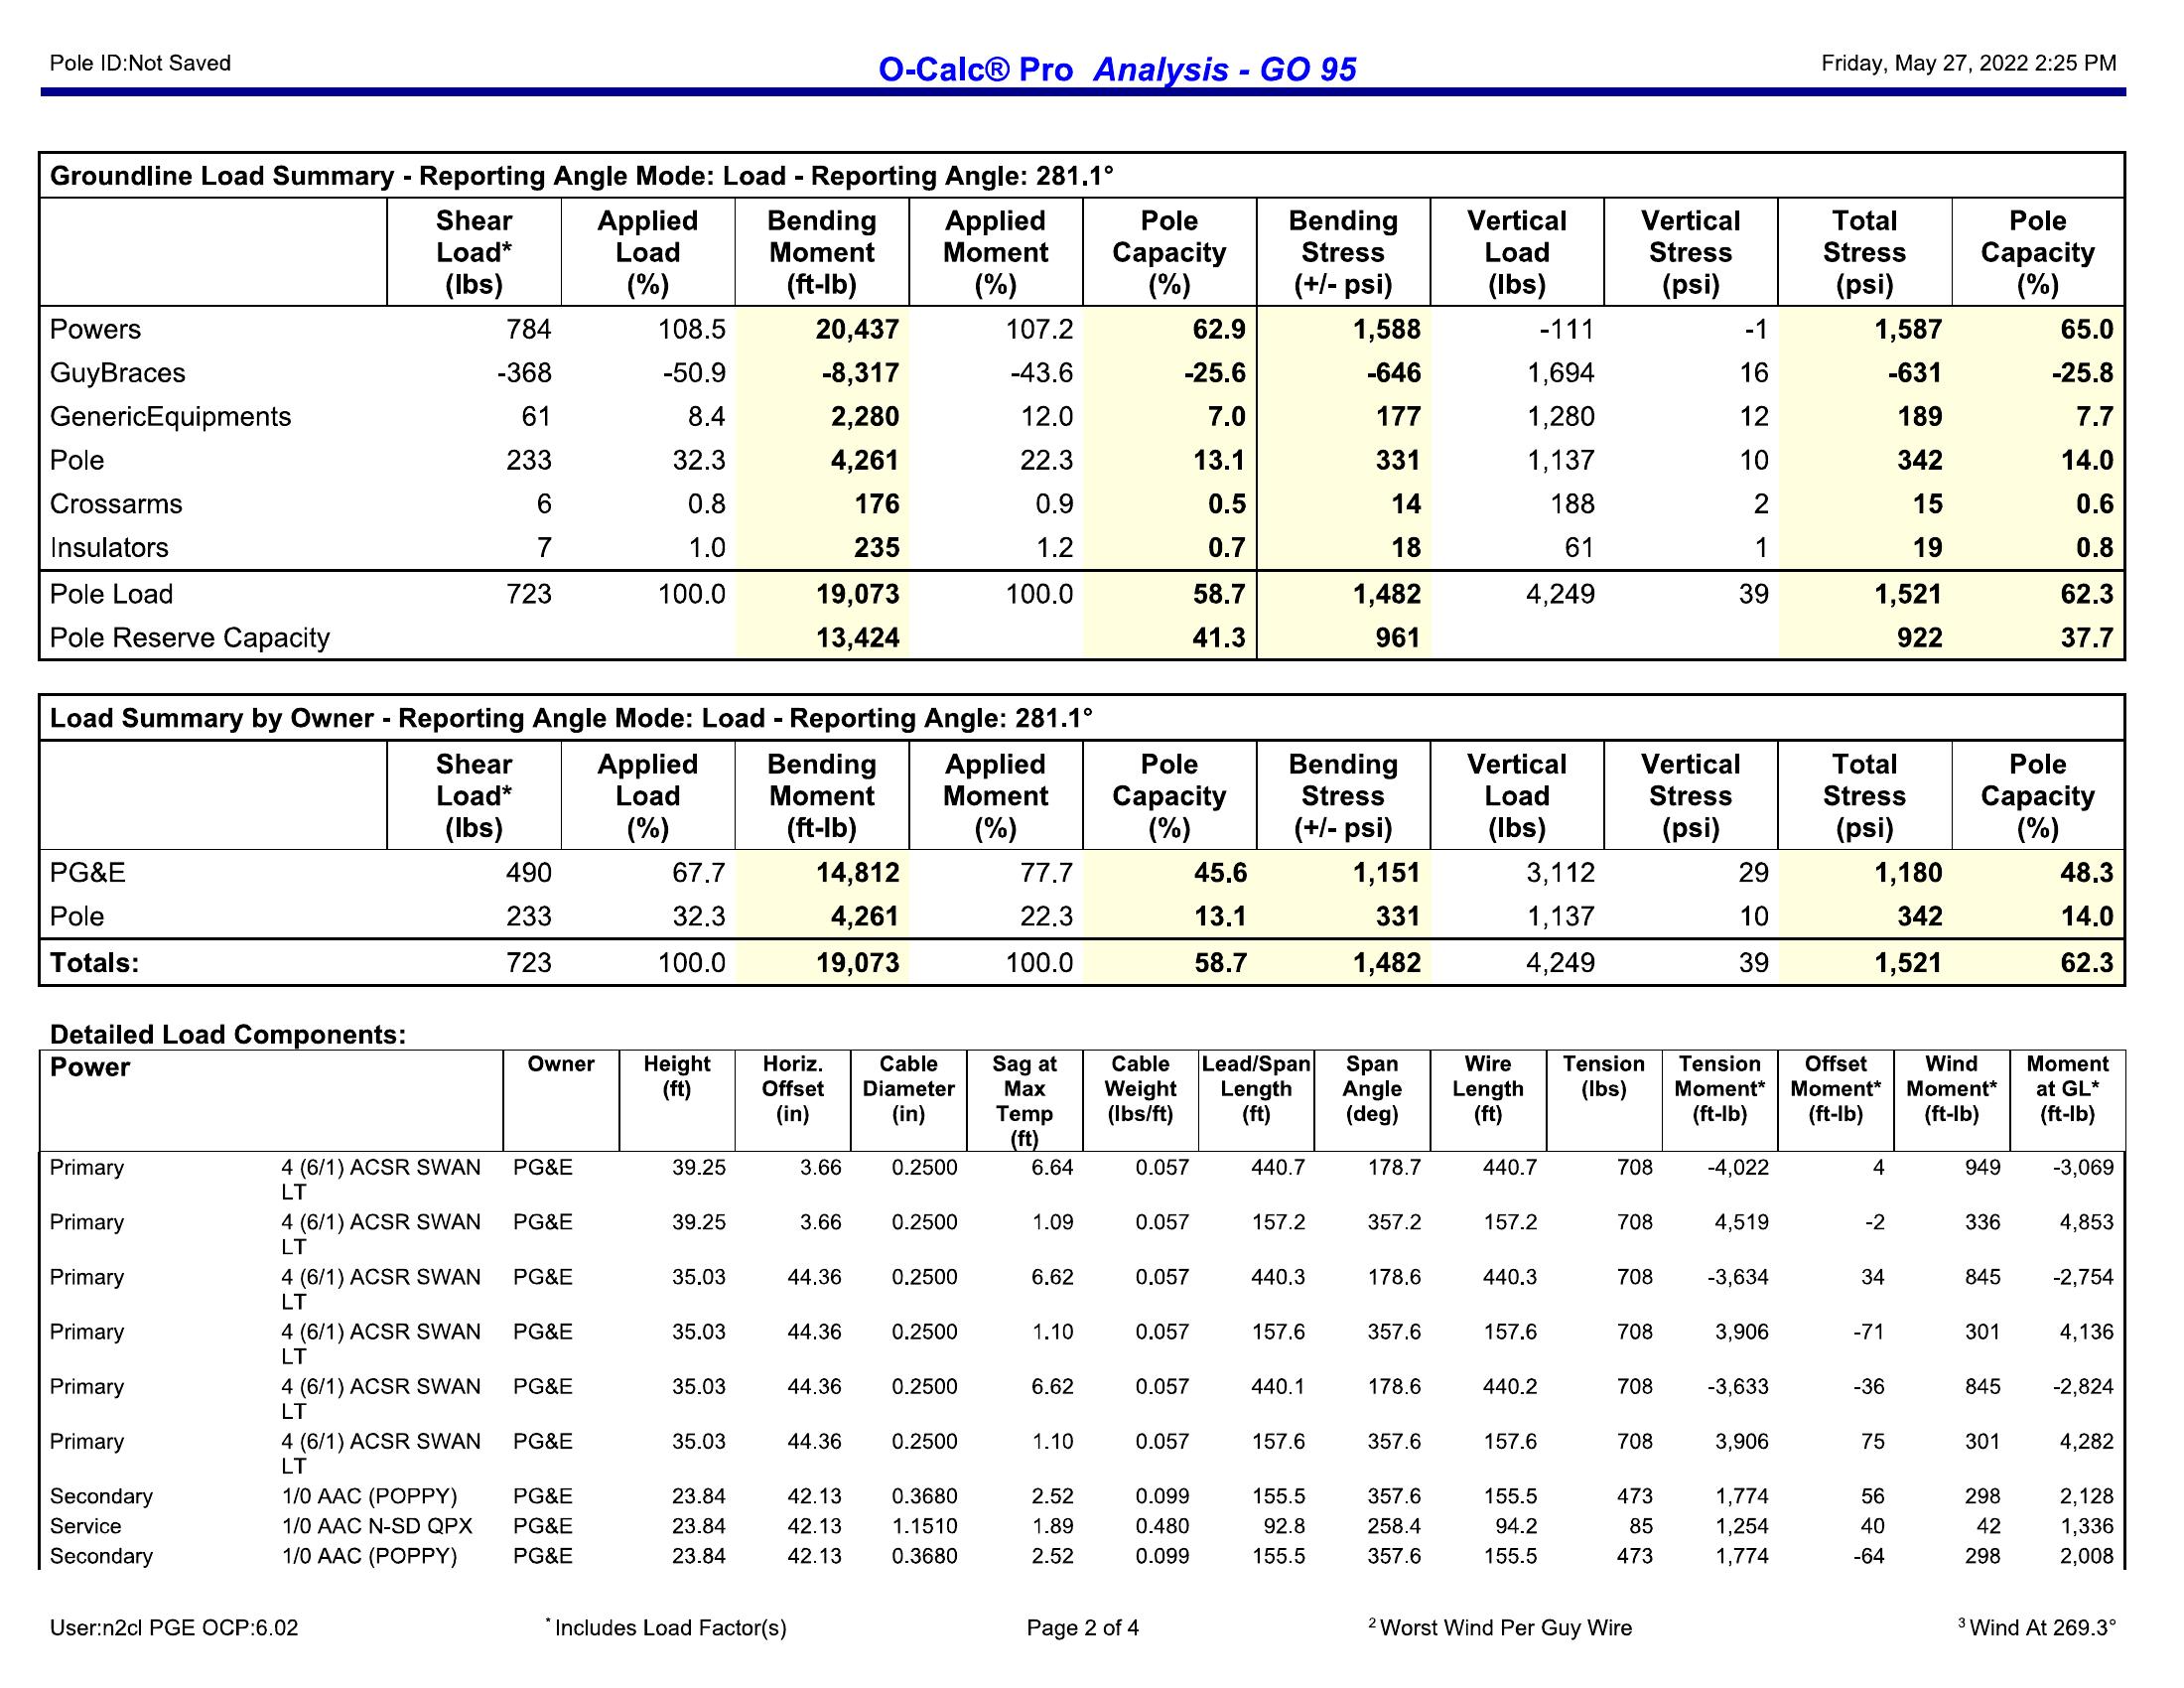 Pole ID:Not Saved O-Calc® Pro Analysis - GO 95 Friday, May 27, 2022 2:25 PM
Groundline Load Summary - Reporting Angle Mode: Load - Reporting Angle: 281.1°
Shear Applied Bending Applied Pole Bending Vertical Vertical Total Pole
Load* Load Moment Moment Capacity Stress Load Stress Stress Capacity
(lbs) (%) (ft-lb) (%) (%) (+/- psi) (lbs) (psi) (psi) (%)
Powers 784 108.5 20,437 107.2 62.9 1,588 -111 -1 1,587 65.0
GuyBraces -368 -50.9 -8,317 -43.6 -25.6 -646 1,694 16 -631 -25.8
GenericEquipments 61 8.4 2,280 12.0 7.0 177 1,280 12 189 7.7
Pole 233 32.3 4,261 22.3 13.1 331 1,137 10 342 14.0
Crossarms 6 0.8 176 0.9 0.5 14 188 2 15 0.6
Insulators 7 1.0 235 1.2 0.7 18 61 1 19 0.8
Pole Load 723 100.0 19,073 100.0 58.7 1,482 4,249 39 1,521 62.3
Pole Reserve Capacity 13,424 41.3 961 922 37.7
Load Summary by Owner - Reporting Angle Mode: Load - Reporting Angle: 281.1°
Shear Applied Bending Applied Pole Bending Vertical Vertical Total Pole
Load* Load Moment Moment Capacity Stress Load Stress Stress Capacity
(lbs) (%) (ft-lb) (%) (%) (+/- psi) (lbs) (psi) (psi) (%)
PG&E 490 67.7 14,812 77.7 45.6 1,151 3,112 29 1,180 48.3
Pole 233 32.3 4,261 22.3 13.1 331 1,137 10 342 14.0
Totals: 723 100.0 19,073 100.0 58.7 1,482 4,249 39 1,521 62.3
Detailed Load Components:
Power Owner Height Horiz. Cable Sag at Cable Lead/Span Span Wire Tension Tension Offset Wind Moment
(ft) Offset Diameter Max Weight Length Angle Length (lbs) Moment* Moment* Moment* at GL*
(in) (in) Temp (lbs/ft) (ft) (deg) (ft) (ft-lb) (ft-lb) (ft-lb) (ft-lb)
(ft)
Primary 4 (6/1) ACSR SWAN PG&E 39.25 3.66 0.2500 6.64 0.057 440.7 178.7 440.7 708 -4,022 4 949 -3,069
LT
Primary 4 (6/1) ACSR SWAN PG&E 39.25 3.66 0.2500 1.09 0.057 157.2 357.2 157.2 708 4,519 -2 336 4,853
LT
Primary 4 (6/1) ACSR SWAN PG&E 35.03 44.36 0.2500 6.62 0.057 440.3 178.6 440.3 708 -3,634 34 845 -2,754
LT
Primary 4 (6/1) ACSR SWAN PG&E 35.03 44.36 0.2500 1.10 0.057 157.6 357.6 157.6 708 3,906 -71 301 4,136
LT
Primary 4 (6/1) ACSR SWAN PG&E 35.03 44.36 0.2500 6.62 0.057 440.1 178.6 440.2 708 -3,633 -36 845 -2,824
LT
Primary 4 (6/1) ACSR SWAN PG&E 35.03 44.36 0.2500 1.10 0.057 157.6 357.6 157.6 708 3,906 75 301 4,282
LT
Secondary 1/0 AAC (POPPY) PG&E 23.84 42.13 0.3680 2.52 0.099 155.5 357.6 155.5 473 1,774 56 298 2,128
Service 1/0 AAC N-SD QPX PG&E 23.84 42.13 1.1510 1.89 0.480 92.8 258.4 94.2 85 1,254 40 42 1,336
Secondary 1/0 AAC (POPPY) PG&E 23.84 42.13 0.3680 2.52 0.099 155.5 357.6 155.5 473 1,774 -64 298 2,008
User:n2cl PGE OCP:6.02 * Includes Load Factor(s) Page 2 of 4 2 Worst Wind Per Guy Wire 3 Wind At 269.3°